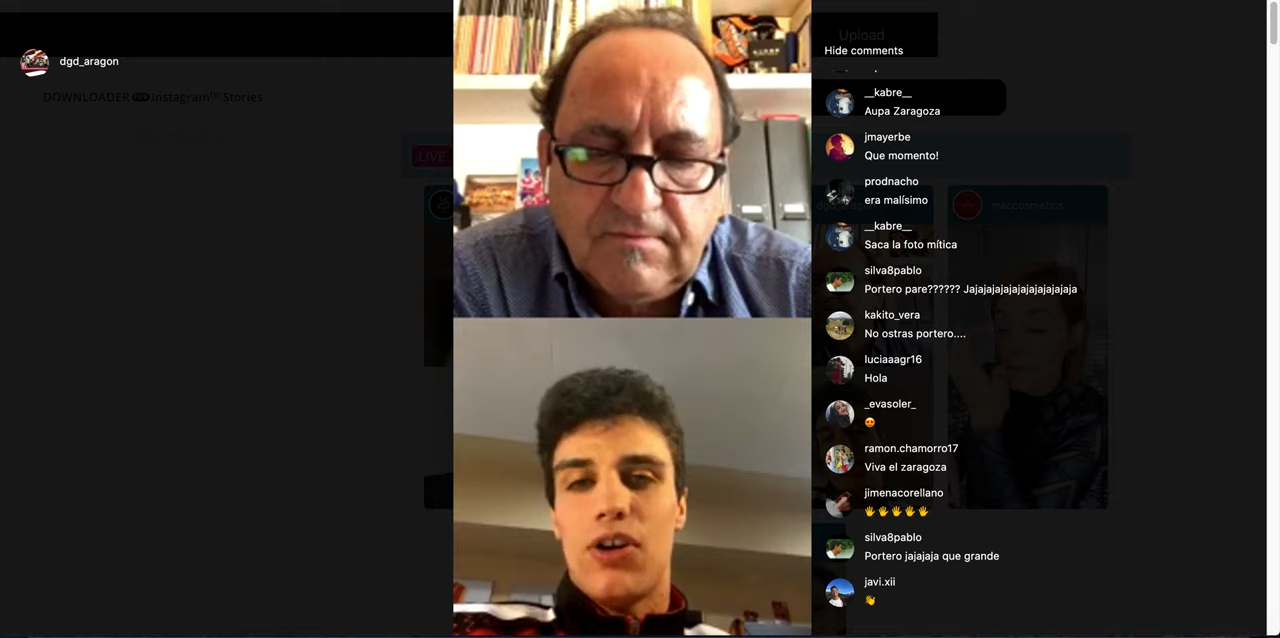 Upload
Hide comments
dgd_aragon
DOWNLOADER Instagram™ Stories
__kabre__
Aupa Zaragoza
jmayerbe
Que momento!
LIVE
prodnacho
era malísimo
maccosmetics
__kabre__
Saca la foto mítica
silva8pablo
Portero pare?????? Jajajajajajajajajajajaja
kakito_vera
No ostras portero....
luciaaagr16
Hola
_evasoler_
😍
ramon.chamorro17
Viva el zaragoza
jimenacorellano
🖐🖐🖐🖐🖐
silva8pablo
Portero jajajaja que grande
javi.xii
👋